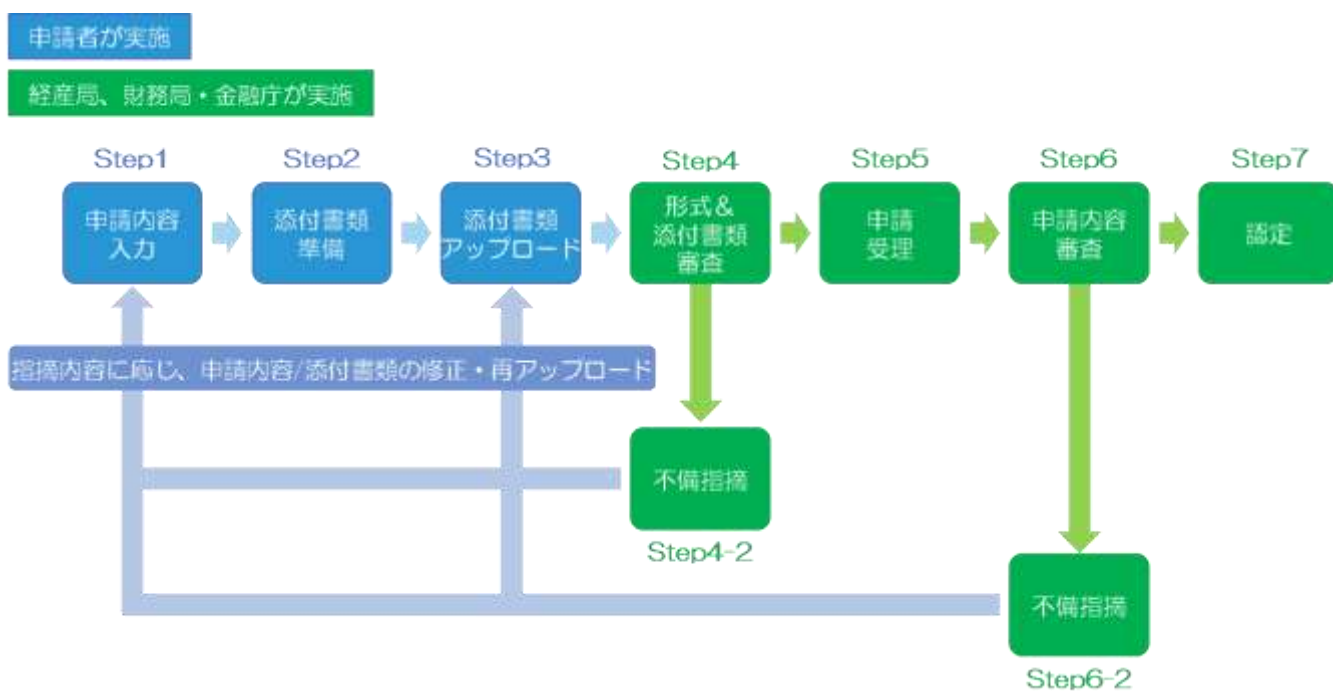 申請者が実施
経産局、財務局・金融庁が実施
Step1
Step2
Step3
Step4
Step5
Step6
Step7
申請内容
入力
添付書類
準備
添付書類
アップロード
形式&
添付書類
審査
申請
受理
申請内容
審査
認定
指摘内容に応じ、申請内容/添付書類の修正・再アップロード
不備指摘
Step4-2
不備指摘
Step6-2